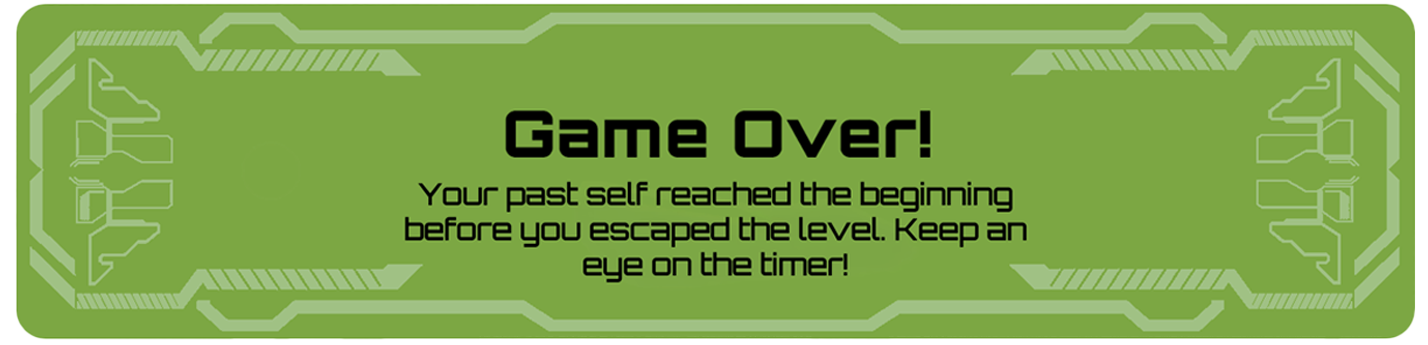 Game Over!
Your past self reached the beginning
before you escaped the level. Keep an
eye on the timer!